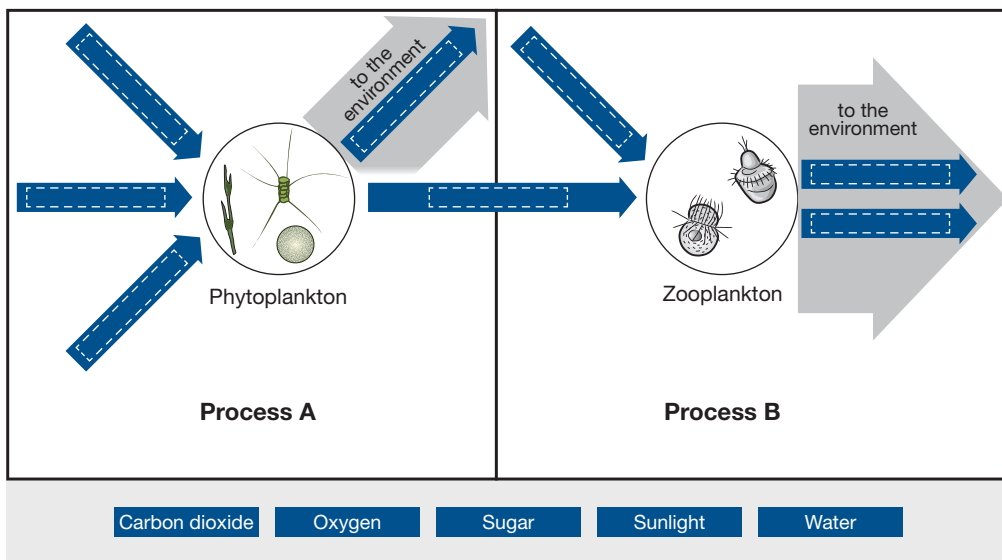 to the
environment
to the
environment
Phytoplankton
Zooplankton
Process A
Process B
Carbon dioxide
Oxygen
Sugar
Sunlight
Water